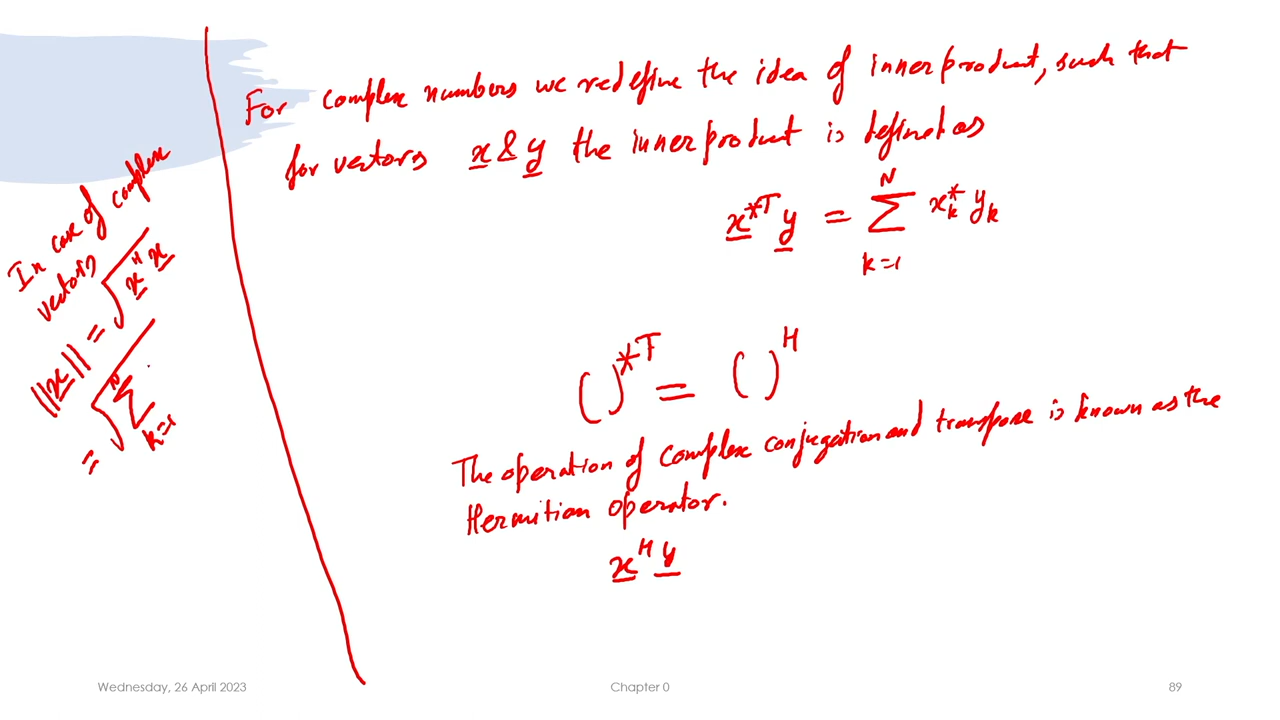 For complex numbers we redefine the idea of inner product, such that
for vectors x & y the inner product is defined as
x*T y = Σ x*k yk
N
k=1
( )*T = ( )H
The operation of complex conjugation and transpose is known as the
Hermitian operator.
xH y
In case of complex
vectors
||x|| = √xH x
= √Σ
N
k=1
Wednesday, 26 April 2023
Chapter 0
89